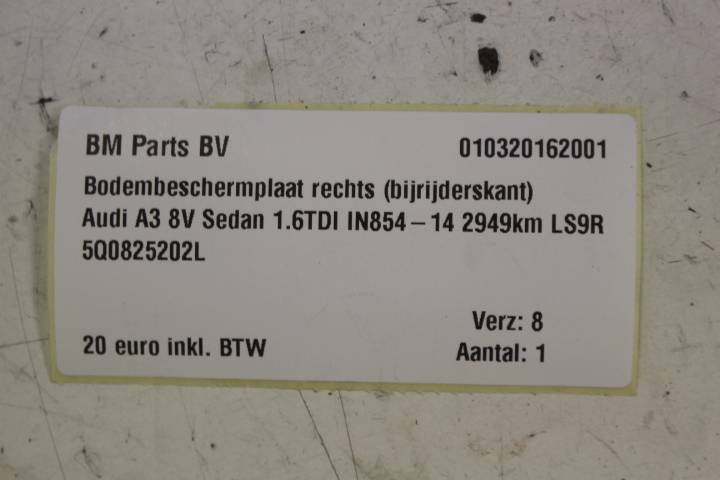 BM Parts BV 010320162001
Bodembeschermplaat rechts (bijrijderskant)
Audi A3 8V Sedan 1.6TDI IN854 – 14 2949km LS9R
5Q0825202L
Verz: 8
20 euro inkl. BTW Aantal: 1